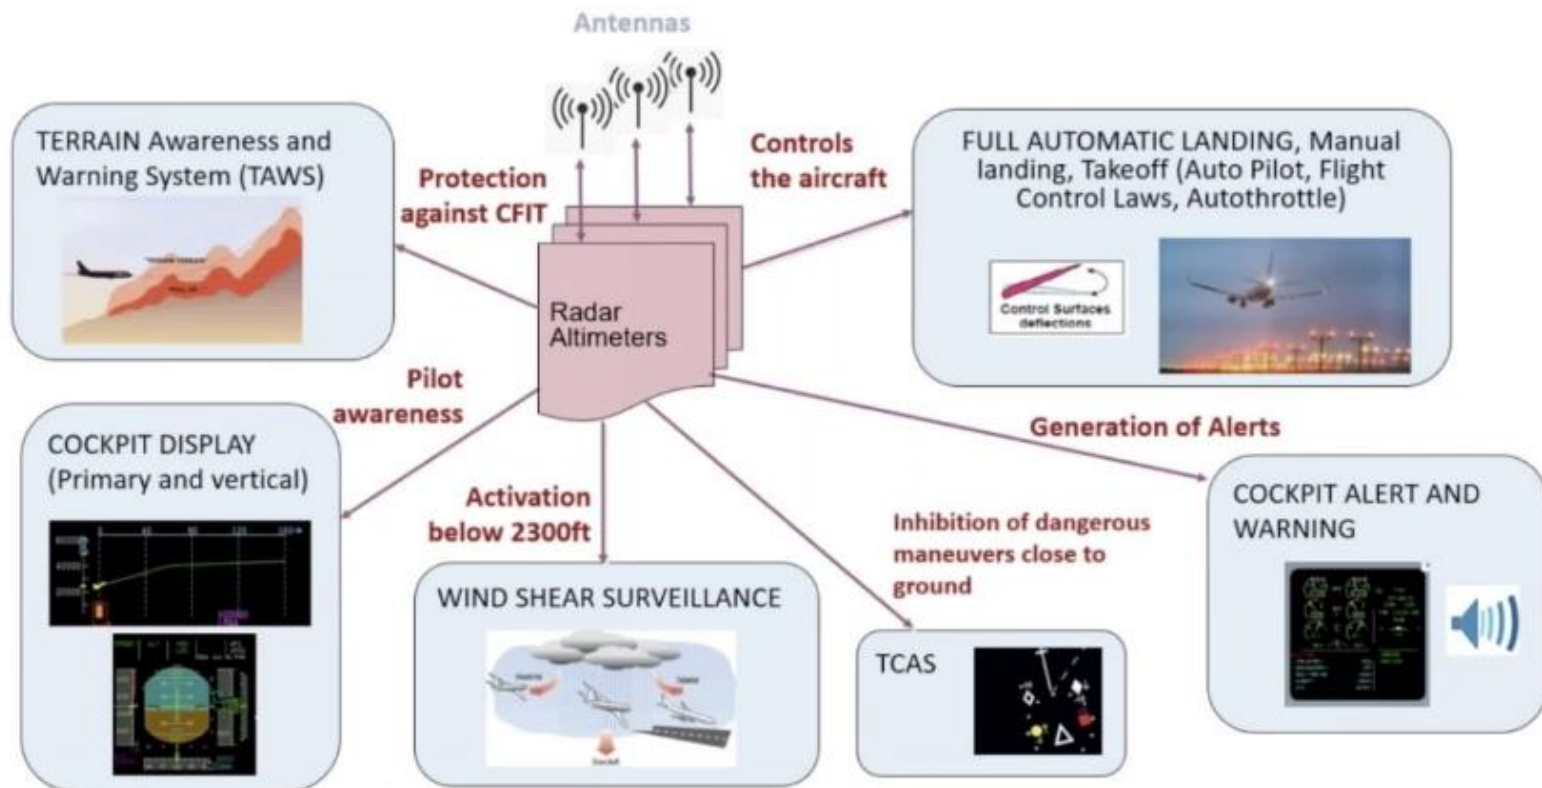 Antennas
TERRAIN Awareness and
Warning System (TAWS)
Protection
against CFIT
Controls
the aircraft
FULL AUTOMATIC LANDING, Manual
landing, Takeoff (Auto Pilot, Flight
Control Laws, Autothrottle)
Control Surfaces
deflections
Radar
Altimeters
Pilot
awareness
COCKPIT DISPLAY
(Primary and vertical)
Activation
below 2300ft
WIND SHEAR SURVEILLANCE
Inhibition of dangerous
maneuvers close to
ground
TCAS
Generation of Alerts
COCKPIT ALERT AND
WARNING